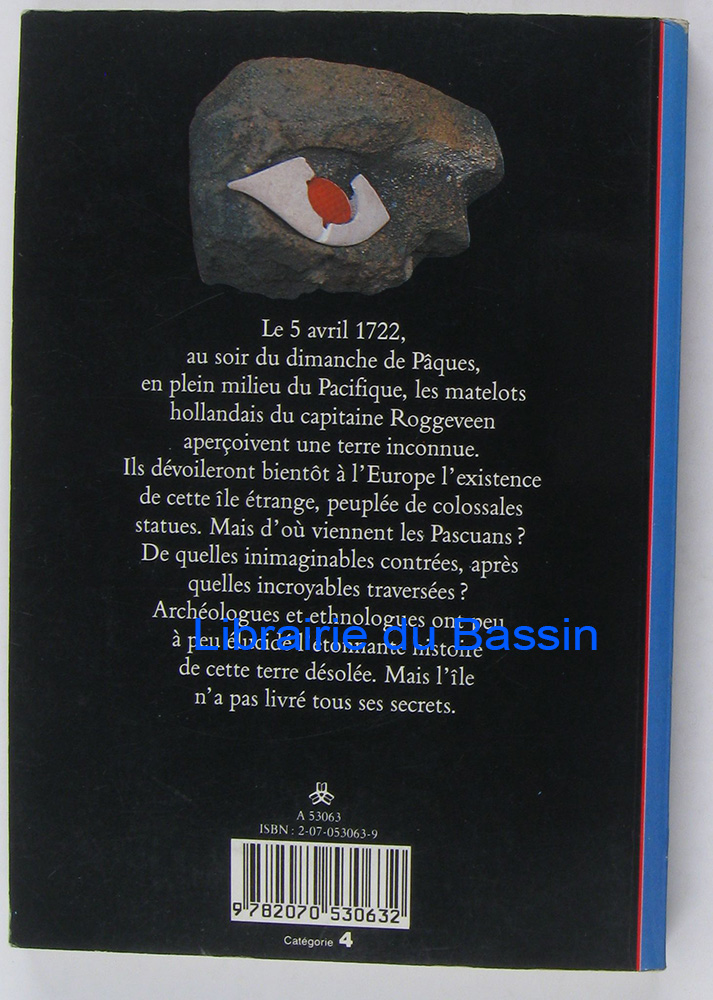 Le 5 avril 1722,
au soir du dimanche de Pâques,
en plein milieu du Pacifique, les matelots
hollandais du capitaine Roggeveen
aperçoivent une terre inconnue.
Ils dévoileront bientôt à l'Europe l'existence
de cette île étrange, peuplée de colossales
statues. Mais d'où viennent les Pascuans ?
De quelles inimaginables contrées, après
quelles incroyables traversées ?
Archéologues et ethnologues ont peu
à peu élucidé l'étonnante histoire
Librairie du Bassin
de cette terre désolée. Mais l'île
n'a pas livré tous ses secrets.
A 53063
ISBN : 2-07-053063-9
9 782070 530632
Catégorie 4